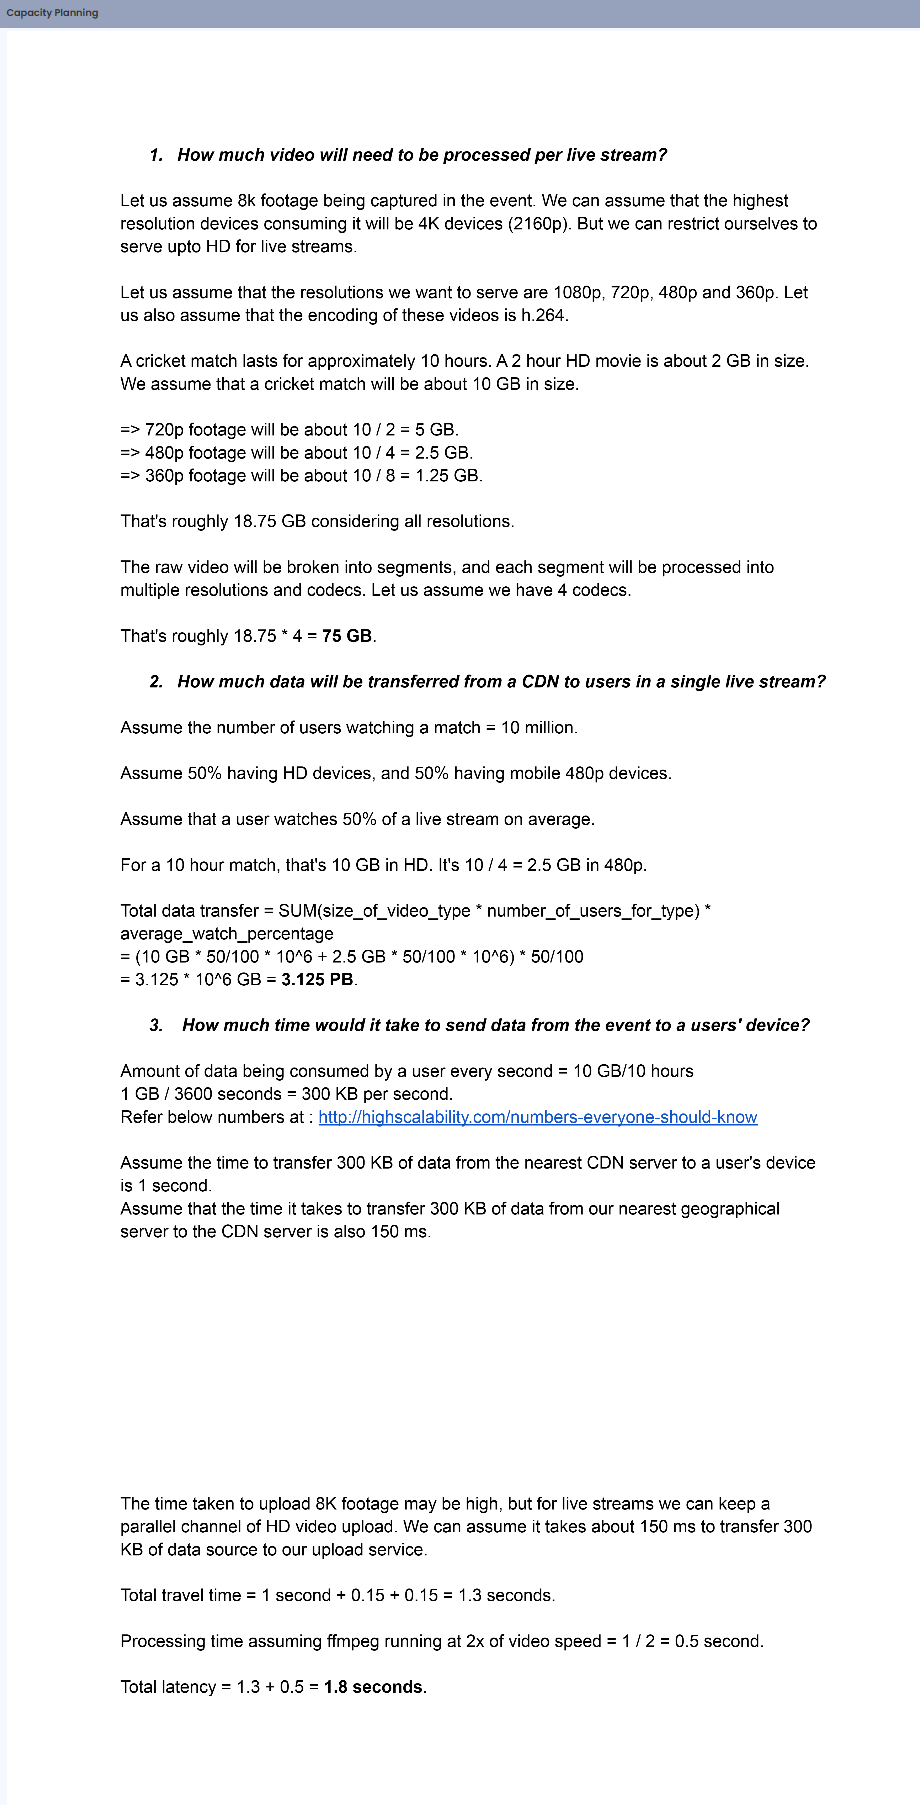 Capacity Planning
1. How much video will need to be processed per live stream?
Let us assume 8k footage being captured in the event. We can assume that the highest
resolution devices consuming it will be 4K devices (2160p). But we can restrict ourselves to
serve upto HD for live streams.
Let us assume that the resolutions we want to serve are 1080p, 720p, 480p and 360p. Let
us also assume that the encoding of these videos is h.264.
A cricket match lasts for approximately 10 hours. A 2 hour HD movie is about 2 GB in size.
We assume that a cricket match will be about 10 GB in size.
=> 720p footage will be about 10 / 2 = 5 GB.
=> 480p footage will be about 10 / 4 = 2.5 GB.
=> 360p footage will be about 10 / 8 = 1.25 GB.
That's roughly 18.75 GB considering all resolutions.
The raw video will be broken into segments, and each segment will be processed into
multiple resolutions and codecs. Let us assume we have 4 codecs.
That's roughly 18.75 * 4 = 75 GB.
2. How much data will be transferred from a CDN to users in a single live stream?
Assume the number of users watching a match = 10 million.
Assume 50% having HD devices, and 50% having mobile 480p devices.
Assume that a user watches 50% of a live stream on average.
For a 10 hour match, that's 10 GB in HD. It's 10 / 4 = 2.5 GB in 480p.
Total data transfer = SUM(size_of_video_type * number_of_users_for_type) *
average_watch_percentage
= (10 GB * 50/100 * 10^6 + 2.5 GB * 50/100 * 10^6) * 50/100
= 3.125 * 10^6 GB = 3.125 PB.
3. How much time would it take to send data from the event to a users' device?
Amount of data being consumed by a user every second = 10 GB/10 hours
1 GB / 3600 seconds = 300 KB per second.
Refer below numbers at : http://highscalability.com/numbers-everyone-should-know
Assume the time to transfer 300 KB of data from the nearest CDN server to a user's device
is 1 second.
Assume that the time it takes to transfer 300 KB of data from our nearest geographical
server to the CDN server is also 150 ms.
The time taken to upload 8K footage may be high, but for live streams we can keep a
parallel channel of HD video upload. We can assume it takes about 150 ms to transfer 300
KB of data source to our upload service.
Total travel time = 1 second + 0.15 + 0.15 = 1.3 seconds.
Processing time assuming ffmpeg running at 2x of video speed = 1 / 2 = 0.5 second.
Total latency = 1.3 + 0.5 = 1.8 seconds.